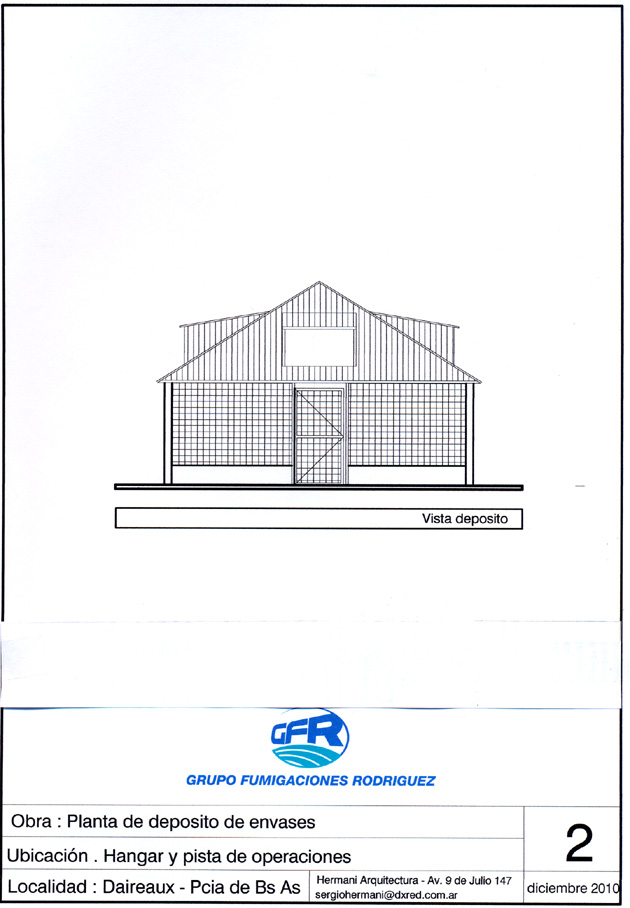 Vista deposito
GFR
GRUPO FUMIGACIONES RODRIGUEZ
Obra : Planta de deposito de envases
2
Ubicación . Hangar y pista de operaciones
Localidad : Daireaux - Pcia de Bs As
Hermani Arquitectura - Av. 9 de Julio 147
sergiohermani@dxred.com.ar
diciembre 2010